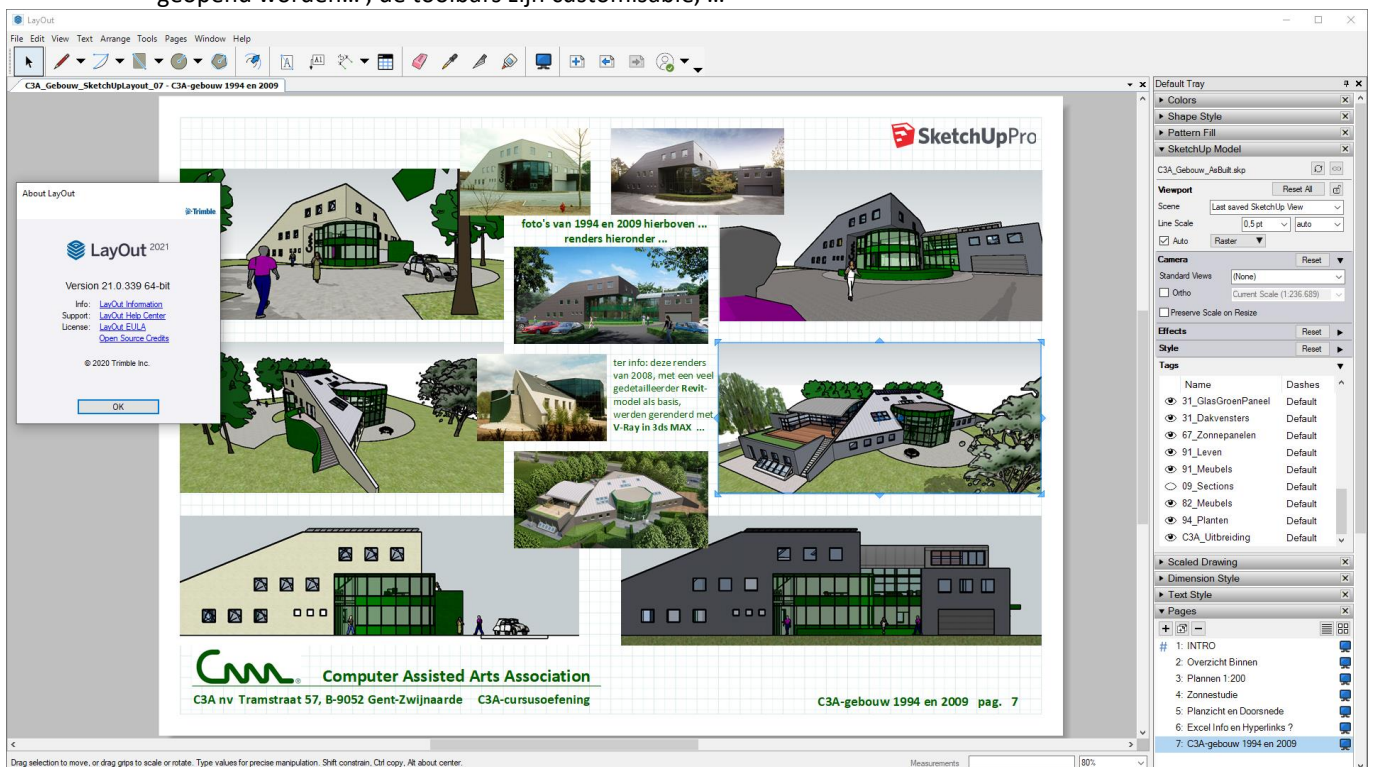 geopend worden… , de toolbars zijn customisable, …
LayOut
File Edit View Text Arrange Tools Pages Window Help
C3A_Gebouw_SketchUpLayout_07 - C3A-gebouw 1994 en 2009
SketchUpPro
About LayOut
Trimble
LayOut 2021
Version 21.0.339 64-bit
Info: LayOut Information
Support: LayOut Help Center
License: LayOut EULA
Open Source Credits
© 2020 Trimble Inc.
OK
foto's van 1994 en 2009 hierboven ...
renders hieronder ...
ter info: deze renders
van 2008, met een veel
gedetailleerder Revit-
model als basis,
werden gerenderd met
V-Ray in 3ds MAX ...
Computer Assisted Arts Association
C3A nv Tramstraat 57, B-9052 Gent-Zwijnaarde C3A-cursusoefening
C3A-gebouw 1994 en 2009 pag. 7
Default Tray
Colors
Shape Style
Pattern Fill
SketchUp Model
C3A_Gebouw_AsBuilt.skp
Viewport Reset All
Scene Last saved SketchUp View
Line Scale 0,5 pt auto
Auto Raster
Camera Reset
Standard Views (None)
Ortho Current Scale (1:236.689)
Preserve Scale on Resize
Effects Reset
Style Reset
Tags
Name Dashes
31_GlasGroenPaneel Default
31_Dakvensters Default
67_Zonnepanelen Default
91_Leven Default
91_Meubels Default
09_Sections Default
82_Meubels Default
94_Planten Default
C3A_Uitbreiding Default
Scaled Drawing
Dimension Style
Text Style
Pages
# 1: INTRO
2: Overzicht Binnen
3: Plannen 1:200
4: Zonnestudie
5: Planzicht en Doorsnede
6: Excel Info en Hyperlinks ?
7: C3A-gebouw 1994 en 2009
Drag selection to move, or drag grips to scale or rotate. Type values for precise manipulation. Shift constrain, Ctrl copy, Alt about center.
Measurements 80%